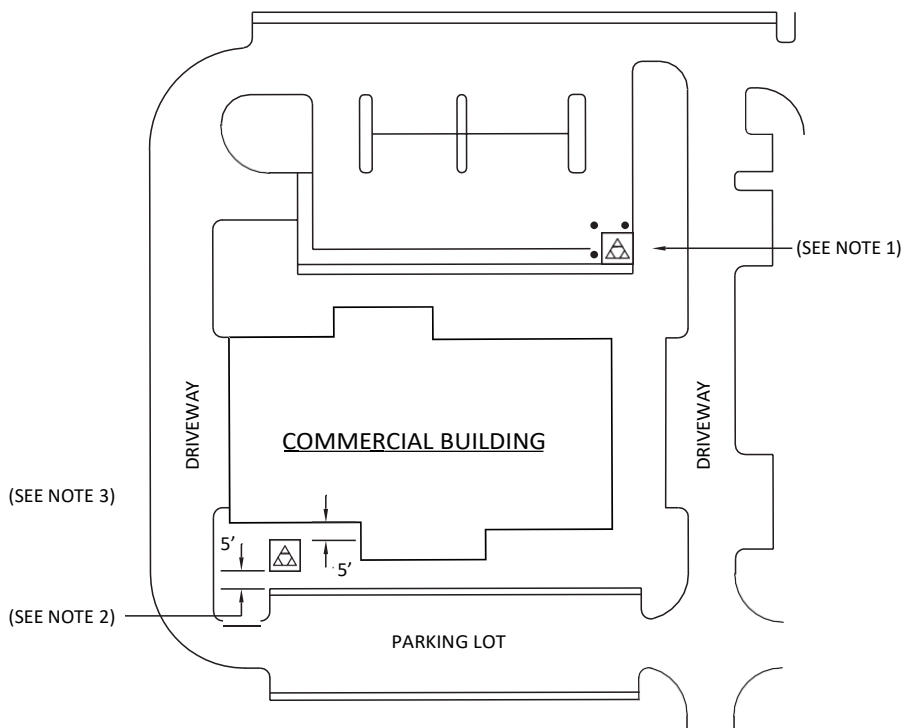 (SEE NOTE 1)
DRIVEWAY
DRIVEWAY
COMMERCIAL BUILDING
(SEE NOTE 3)
5’
5’
(SEE NOTE 2)
PARKING LOT